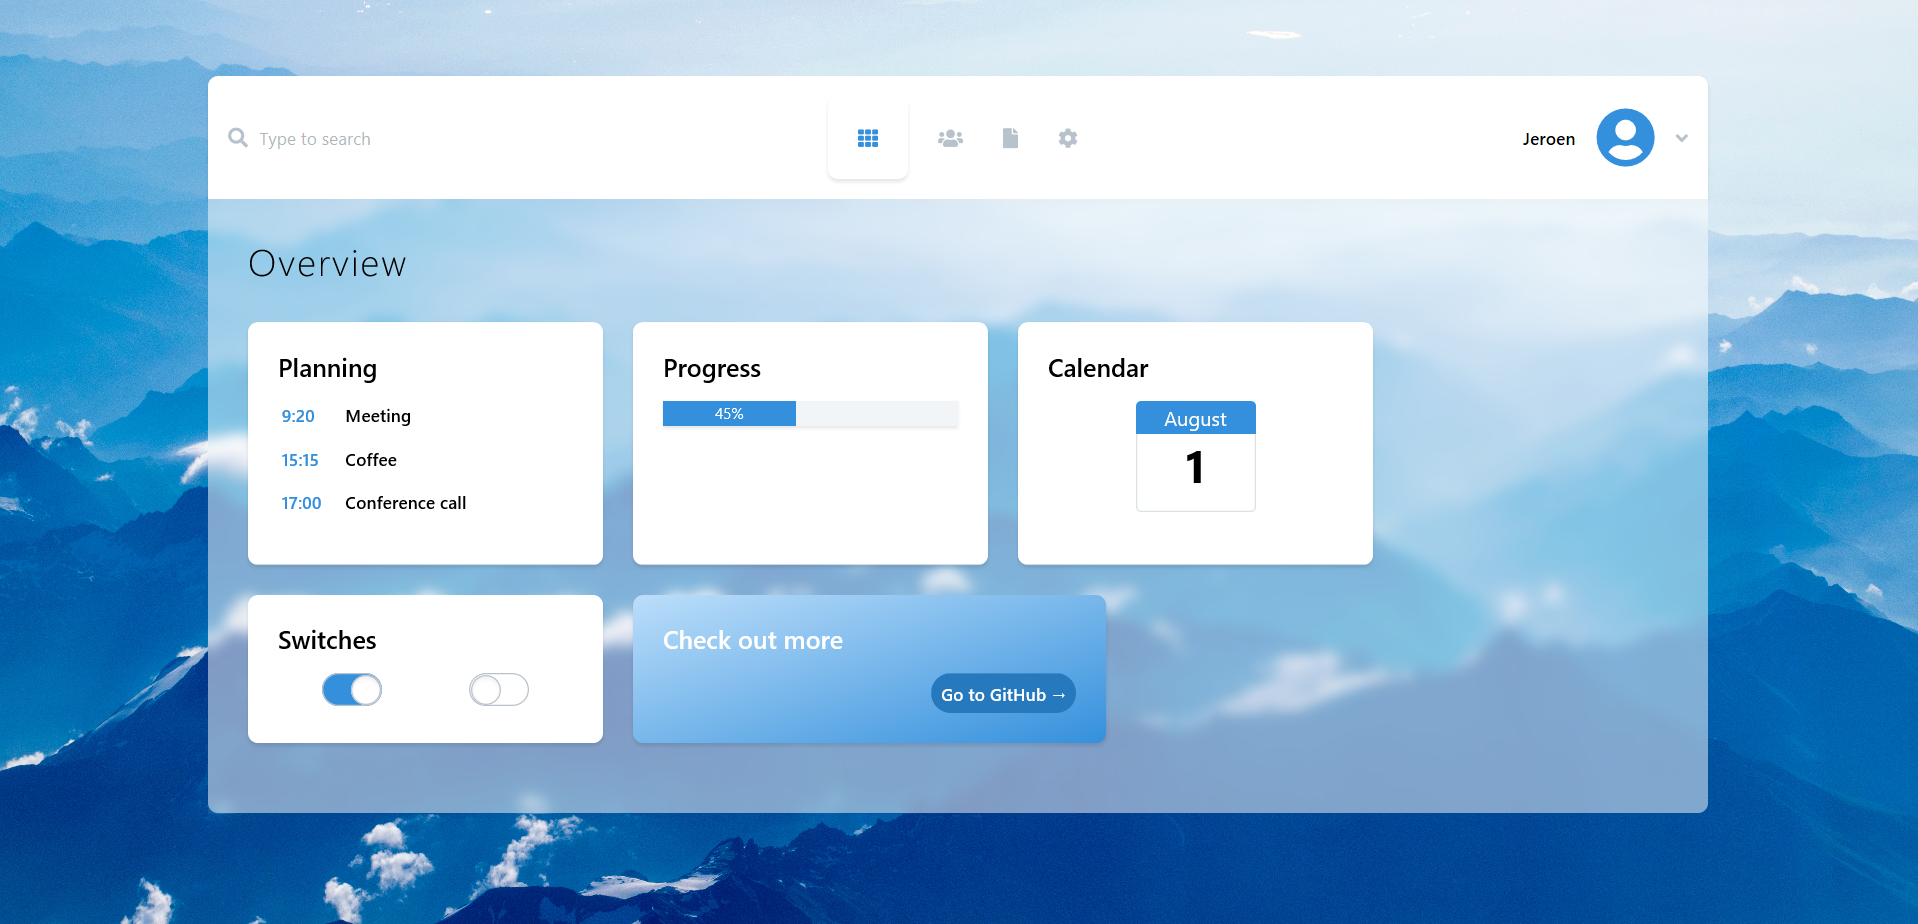 Type to search
Jeroen
Overview
Planning
9:20 Meeting
15:15 Coffee
17:00 Conference call
Progress
45%
Calendar
August
1
Switches
Check out more
Go to GitHub →